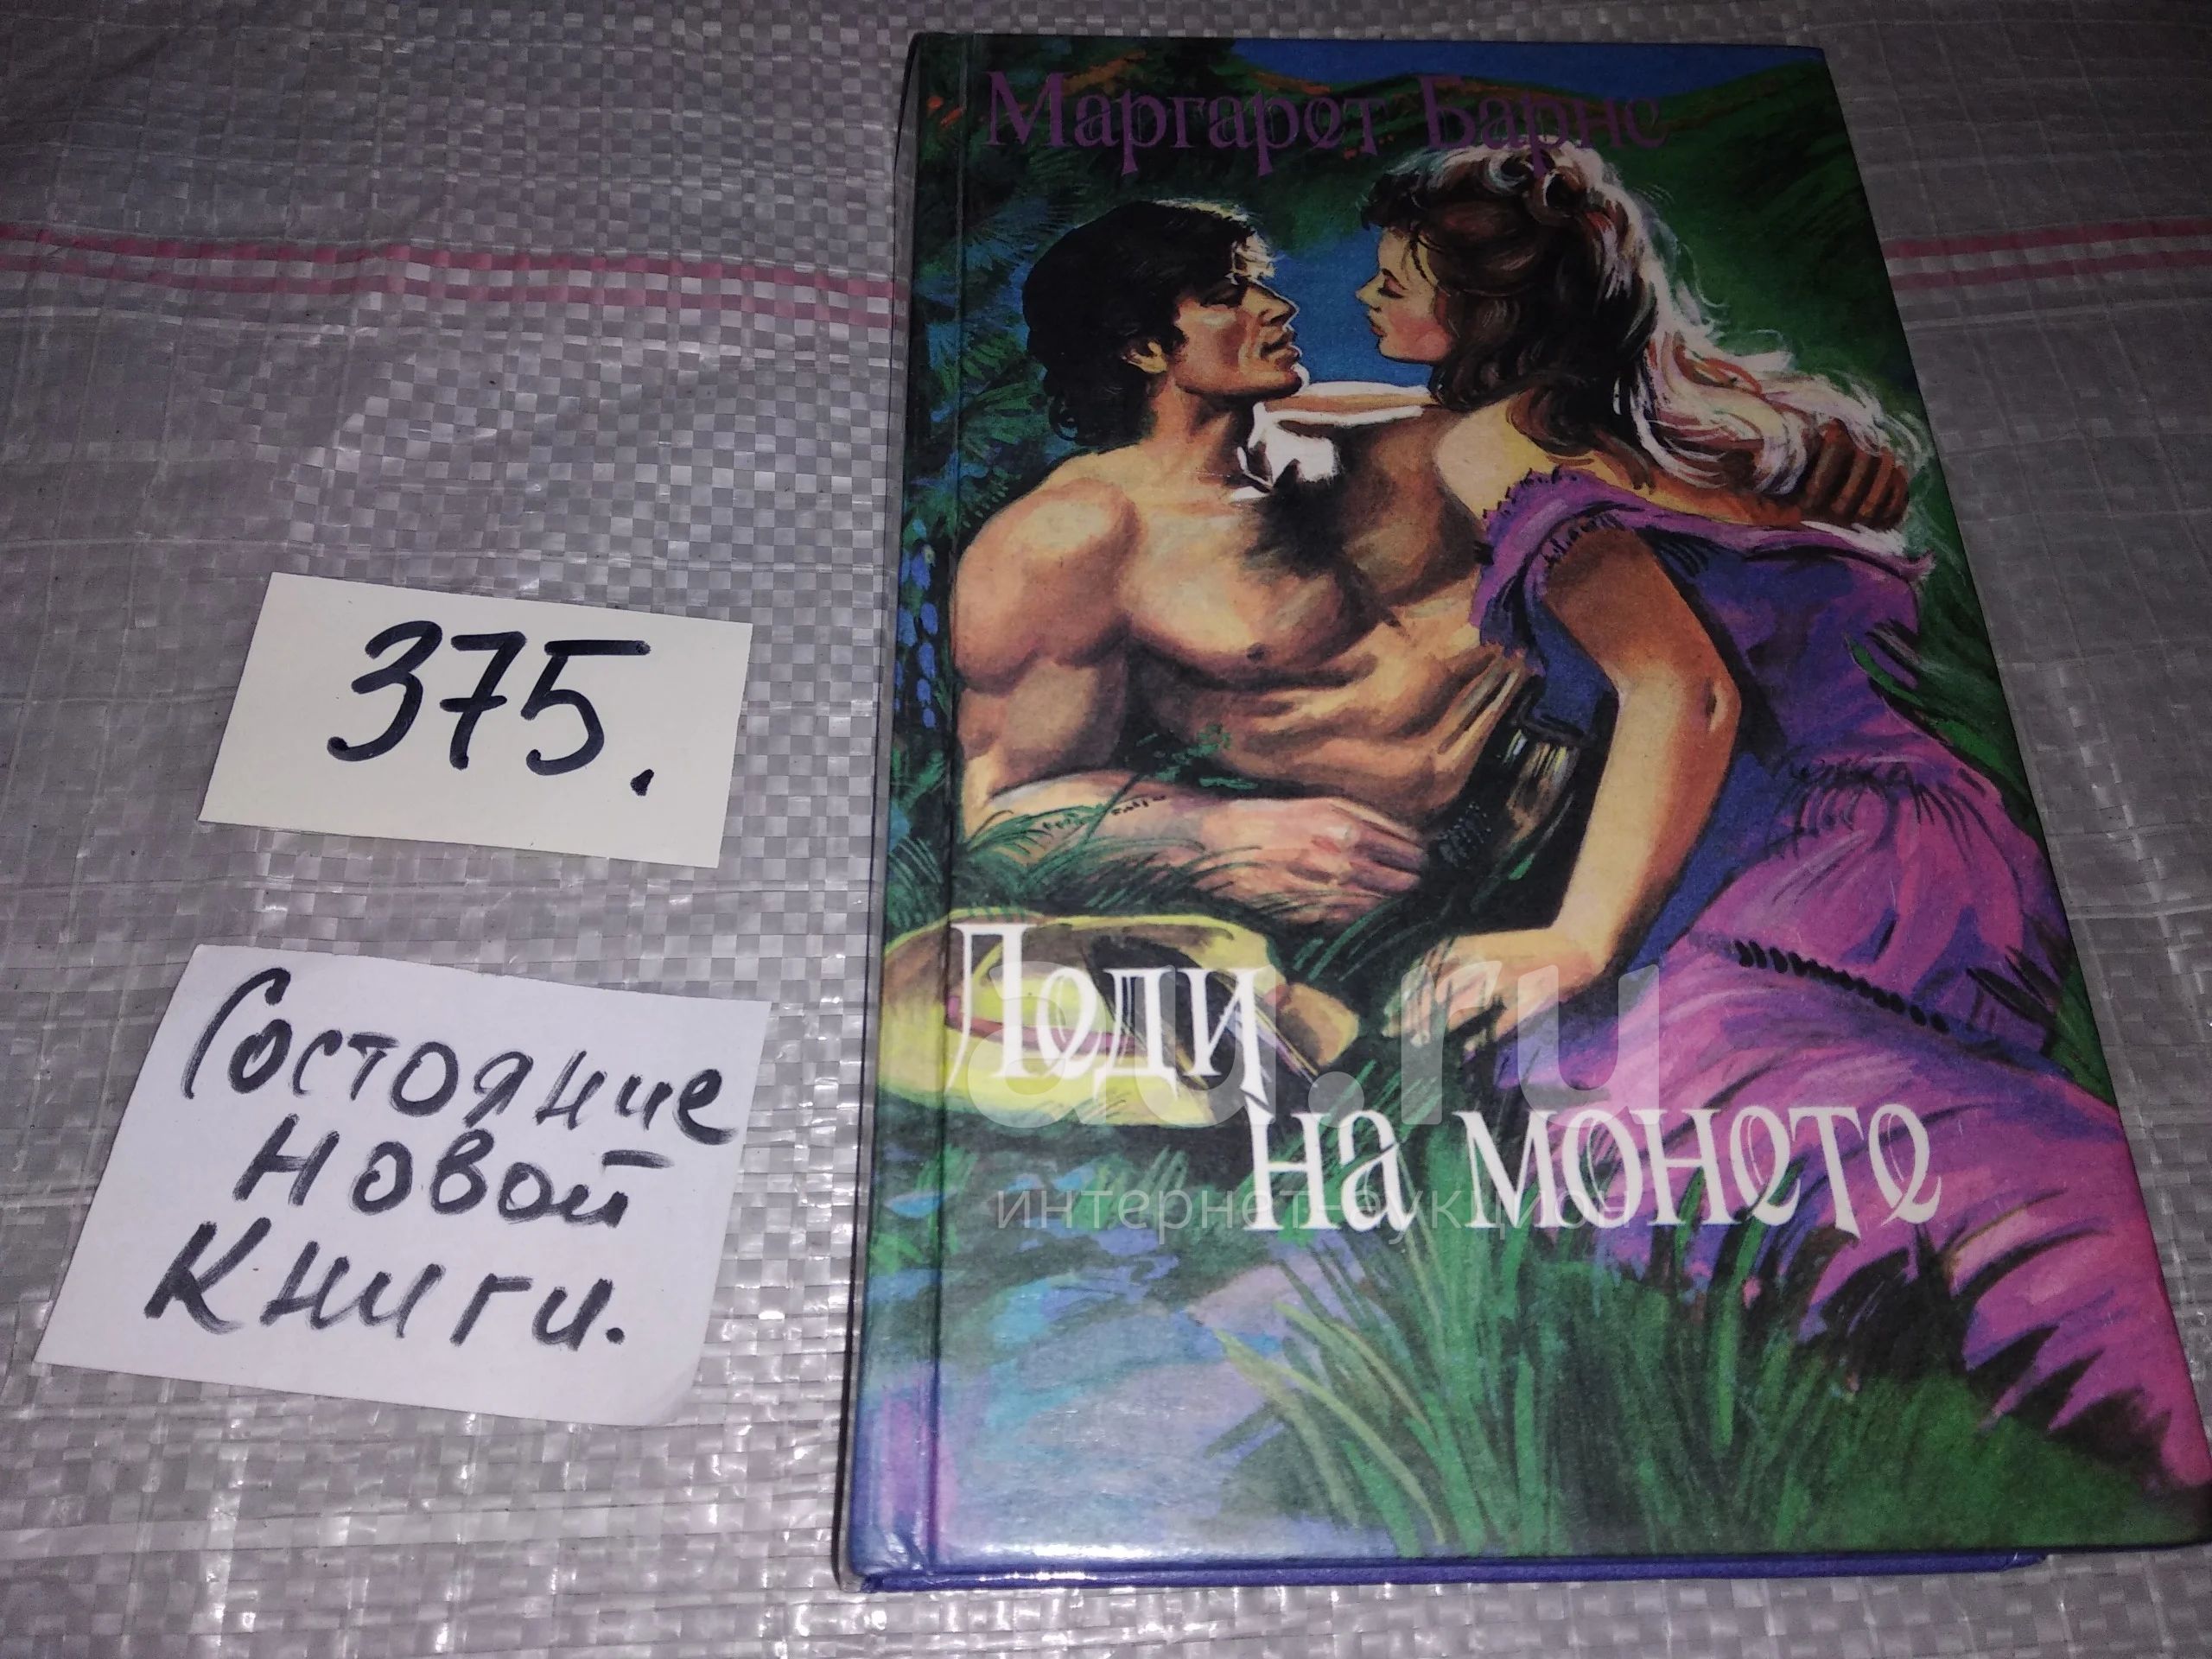 Маргарет Барнс
375.
Состояние
новой
книги.
Леди
на монете
au.ru
интернет-аукцион